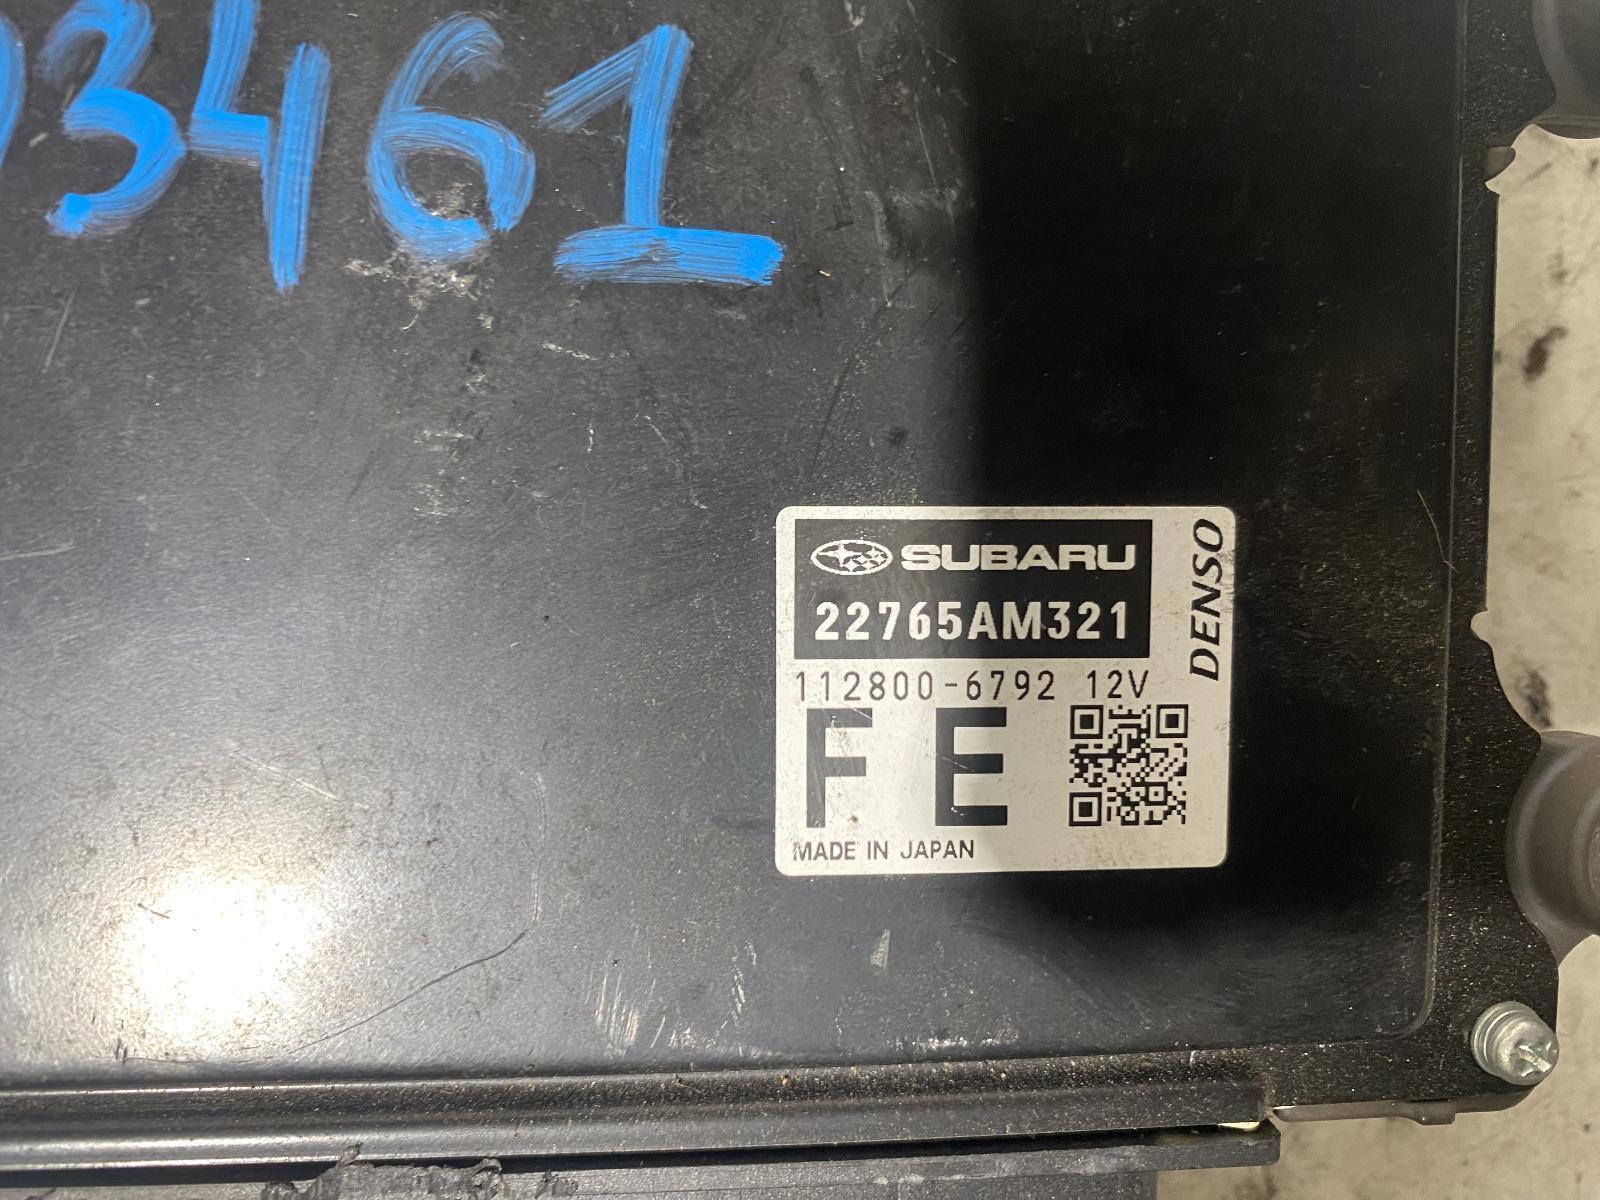 3461
SUBARU
22765AM321
DENSO
112800-6792 12V
F E
MADE IN JAPAN